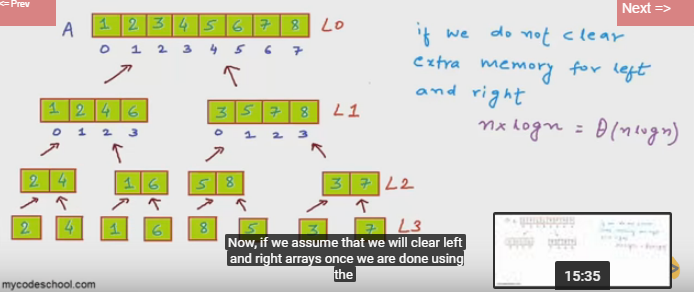 <= Prev
Next =>
A 1 2 3 4 5 6 7 8 L0
0 1 2 3 4 5 6 7
if we do not clear
extra memory for left
and right
n x logn = θ(nlogn)
1 2 4 6 3 5 7 8 L1
0 1 2 3 0 1 2 3
2 4 1 6 5 8 3 7 L2
2 4 1 6 8 5 3 7 L3
Now, if we assume that we will clear left
and right arrays once we are done using
the
15:35
mycodeschool.com